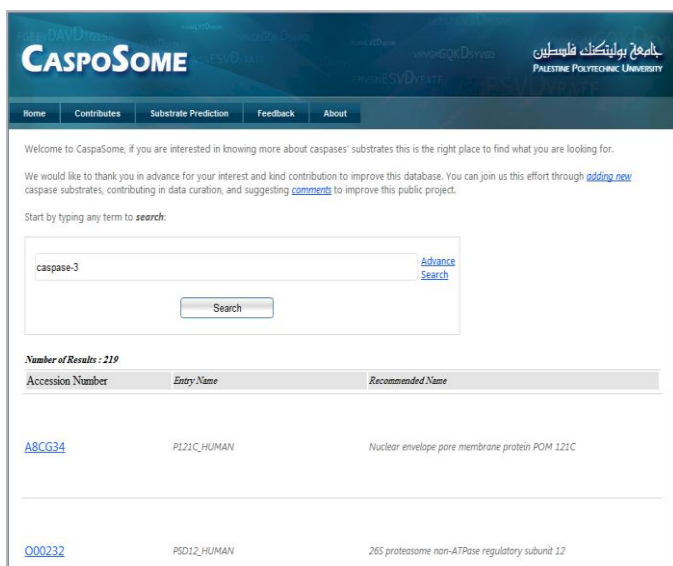 CASPOSOME
جامعة بوليتكنك فلسطين
PALESTINE POLYTECHNIC UNIVERSITY
Home Contributes Substrate Prediction Feedback About
Welcome to CaspaSome, if you are interested in knowing more about caspases' substrates this is the right place to find what you are looking for.
We would like to thank you in advance for your interest and kind contribution to improve this database. You can join us this effort through adding new
caspase substrates, contributing in data curation, and suggesting comments to improve this public project.
Start by typing any term to search:
caspase-3
Advance
Search
Search
Number of Results : 219
Accession Number Entry Name Recommended Name
A8CG34 P121C_HUMAN Nuclear envelope pore membrane protein POM 121C
O00232 PSD12_HUMAN 26S proteasome non-ATPase regulatory subunit 12